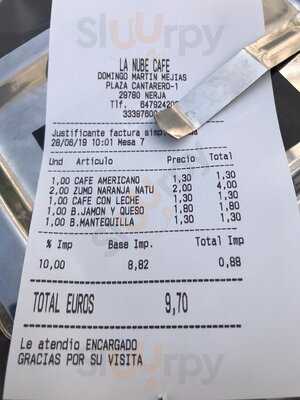 Sluurpy
LA NUBE CAFE
DOMINGO MARTIN MEJIAS
PLAZA CANTARERO-1
29780 NERJA
Tlf.
Justificante factura
28/08/19 10:01 Mesa 7
Und Articulo Precio Total
1,00 CAFE AMERICANO 1,30 1,30
2,00 ZUMO NARANJA NATU 2,00 4,00
1,00 CAFE CON LECHE 1,30 1,30
1,00 B.JAMON Y QUESO 1,80 1,80
1,00 B.MANTEQUILLA 1,30 1,30
% Imp Base Imp. Total Imp
10,00 8,82 0,88
TOTAL EUROS 9,70
Le atendio ENCARGADO
GRACIAS POR SU VISITA
Sluurpy